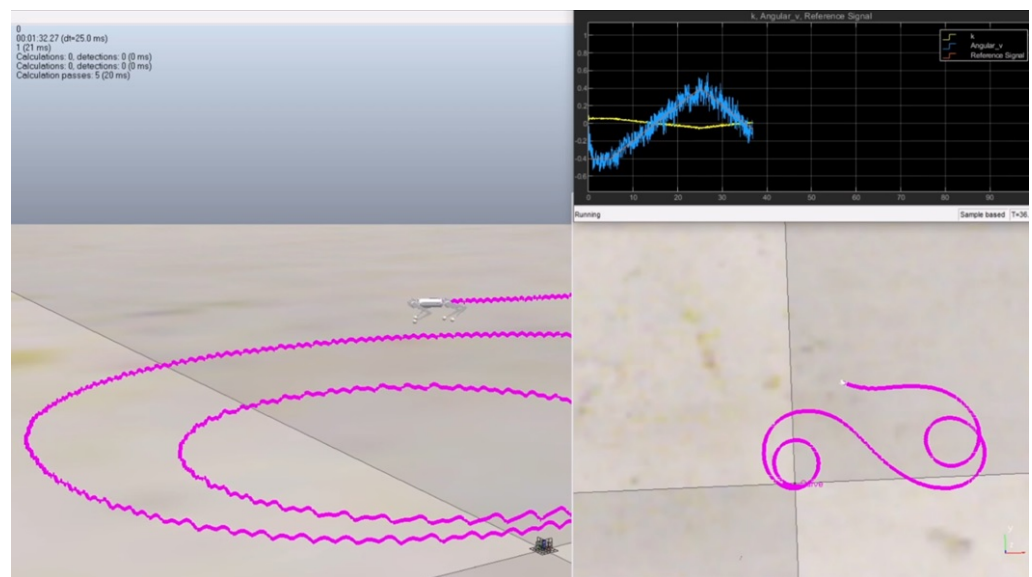 0
00:01:32.27 (dt=25.0 ms)
1 (21 ms)
Calculations: 0, detections: 0 (0 ms)
Calculations: 0, detections: 0 (0 ms)
Calculation passes: 5 (20 ms)
k, Angular_v, Reference Signal
k
Angular_v
Reference Signal
1
0.8
0.6
0.4
0.2
0
-0.2
-0.4
-0.6
0 10 20 30 40 50 60 70 80 90
Running
Sample based
T=36.